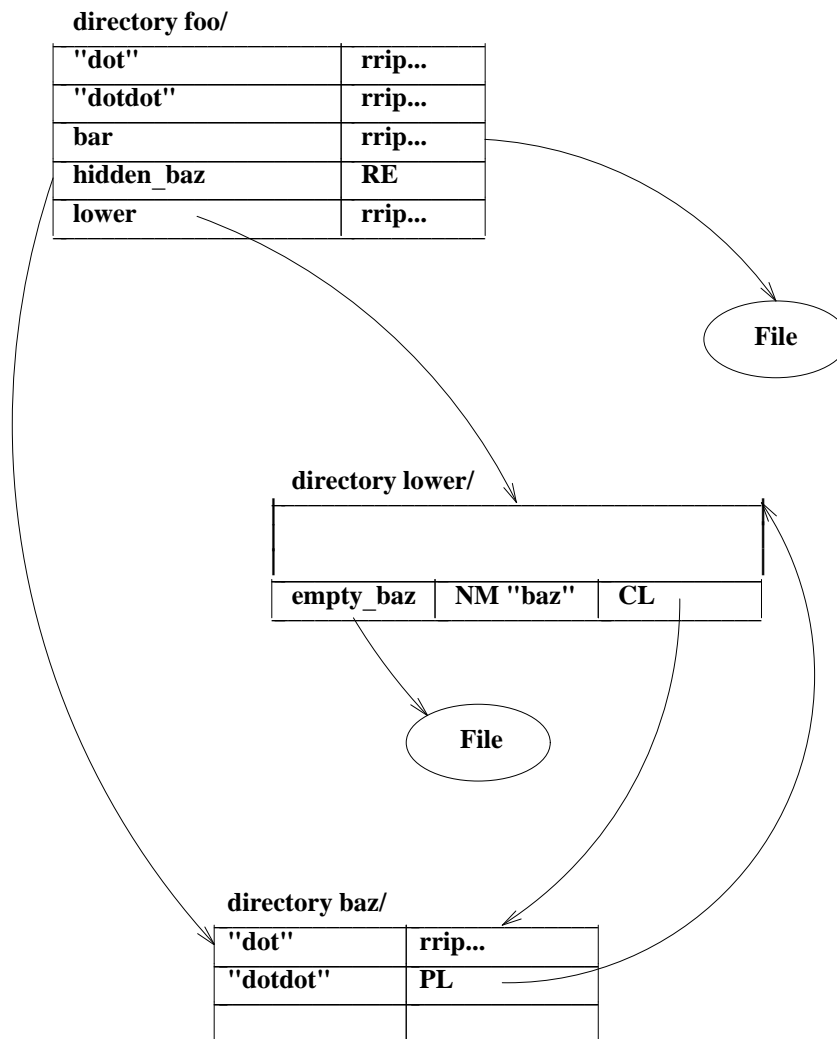 directory foo/
"dot" rrip...
"dotdot" rrip...
bar rrip...
hidden_baz RE
lower rrip...
File
directory lower/
empty_baz NM "baz" CL
File
directory baz/
"dot" rrip...
"dotdot" PL